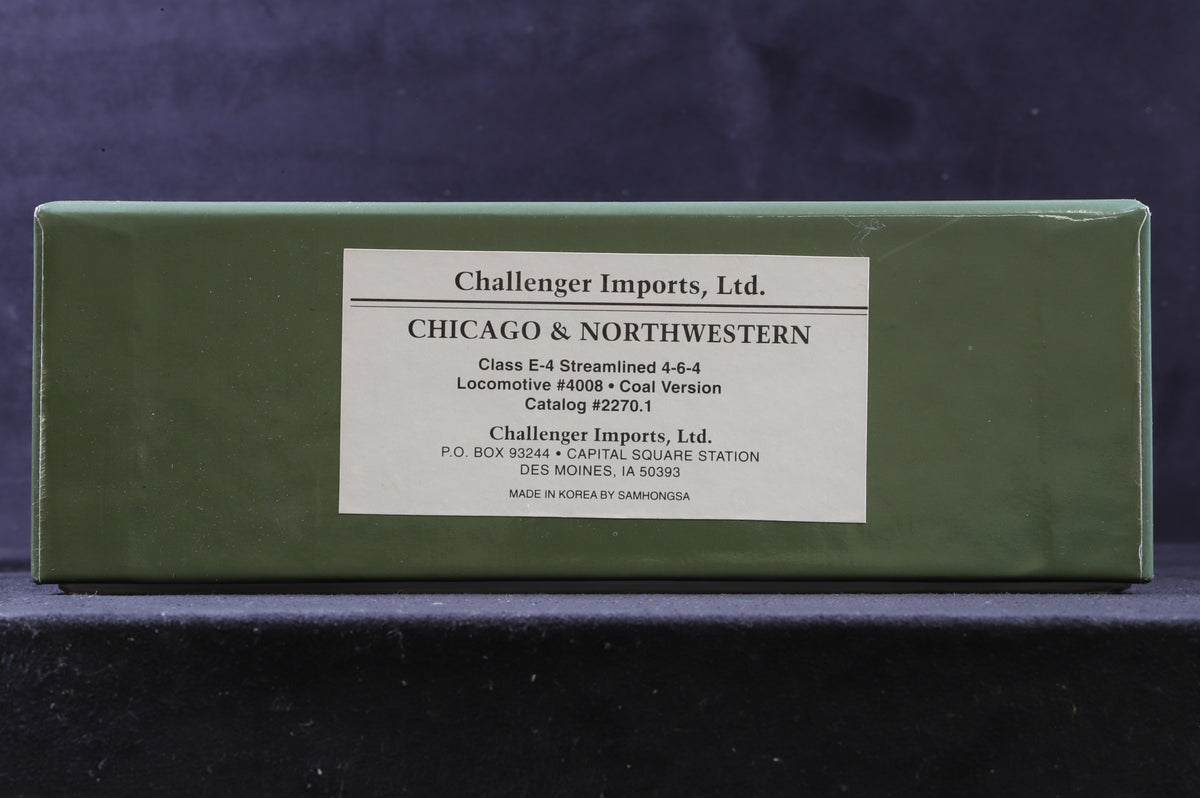 Challenger Imports, Ltd.
CHICAGO & NORTHWESTERN
Class E-4 Streamlined 4-6-4
Locomotive #4008 • Coal Version
Catalog #2270.1
Challenger Imports, Ltd.
P.O. BOX 93244 • CAPITAL SQUARE STATION
DES MOINES, IA 50393
MADE IN KOREA BY SAMHONGSA